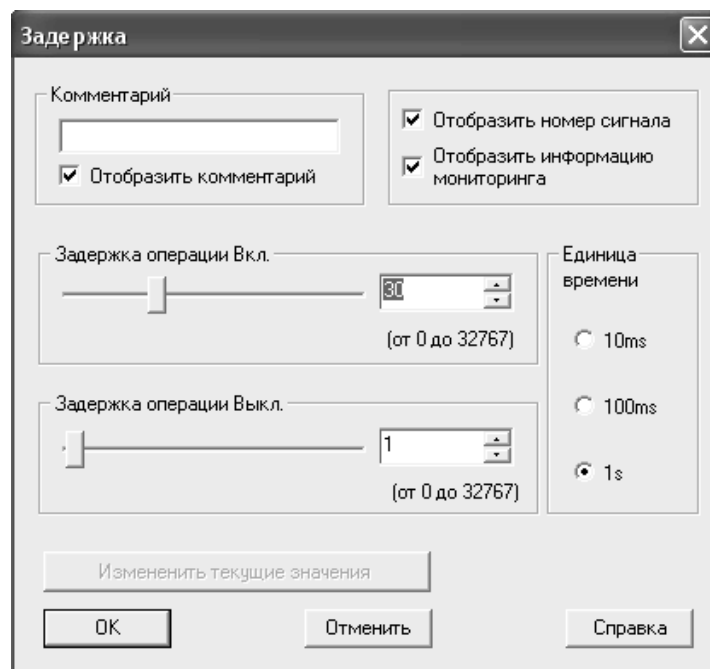 Задержка
Комментарий
Отобразить комментарий
Отобразить номер сигнала
Отобразить информацию
мониторинга
Задержка операции Вкл.
30
(от 0 до 32767)
Задержка операции Выкл.
1
(от 0 до 32767)
Единица
времени
10ms
100ms
1s
Измененить текущие значения
OK
Отменить
Справка